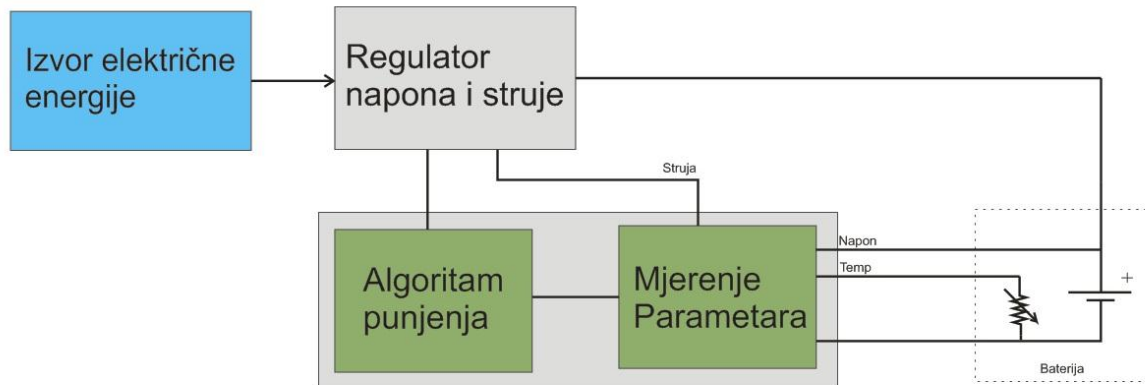 Izvor električne
energije
Regulator
napona i struje
Struja
Algoritam
punjenja
Mjerenje
Parametara
Napon
Temp
+
Baterija